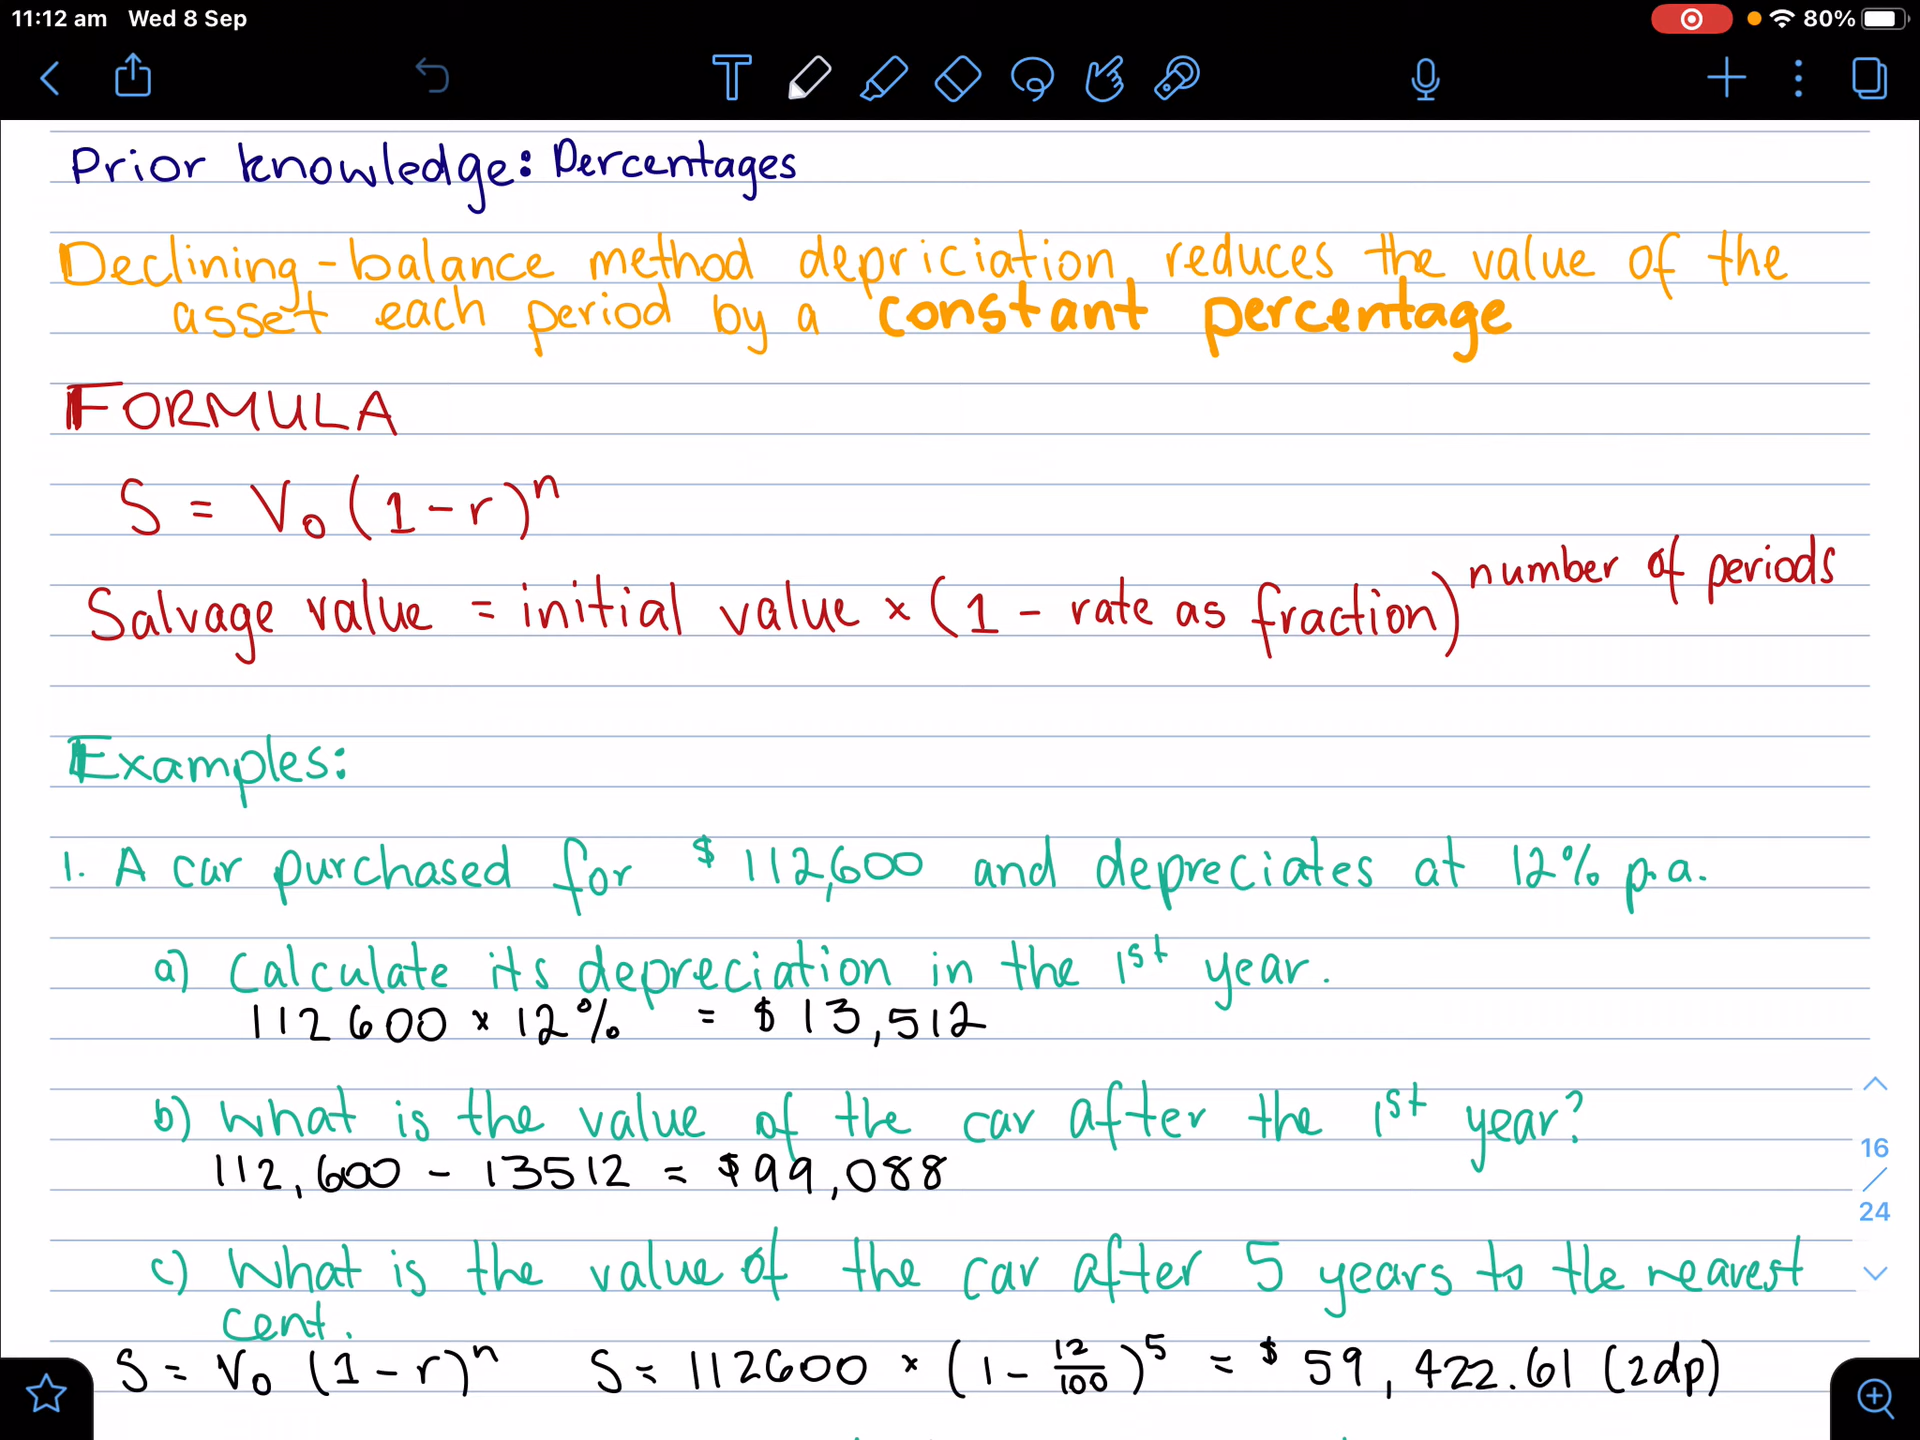 11:12 am Wed 8 Sep 80%
Prior knowledge: Percentages
Declining-balance method depriciation reduces the value of the
asset each period by a constant percentage
FORMULA
S = V₀ (1-r)ⁿ
Salvage value = initial value × (1 - rate as fraction) number of periods
Examples:
1. A car purchased for $112,600 and depreciates at 12% p.a.
a) Calculate its depreciation in the 1st year.
112600 × 12% = $13,512
b) What is the value of the car after the 1st year?
112,600 - 13512 = $99,088
16
/
24
c) What is the value of the car after 5 years to the nearest
cent.
S = V₀ (1-r)ⁿ S = 112600 × (1 - 12/100)⁵ = $59,422.61 (2dp)